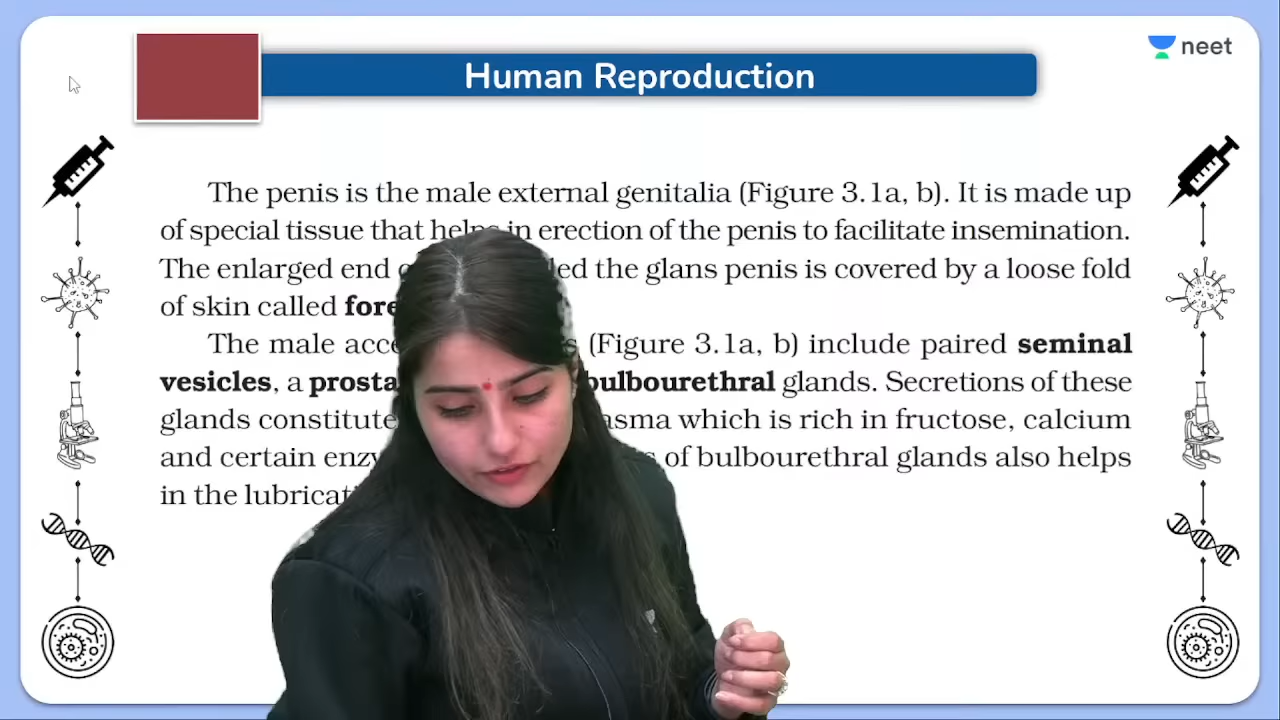 Human Reproduction
neet
The penis is the male external genitalia (Figure 3.1a, b). It is made up
of special tissue that helps in erection of the penis to facilitate insemination.
The enlarged end the glans penis is covered by a loose fold
of skin called
The male (Figure 3.1a, b) include paired seminal
vesicles, a bulbourethral glands. Secretions of these
glands constitute which is rich in fructose, calcium
and certain of bulbourethral glands also helps
in the